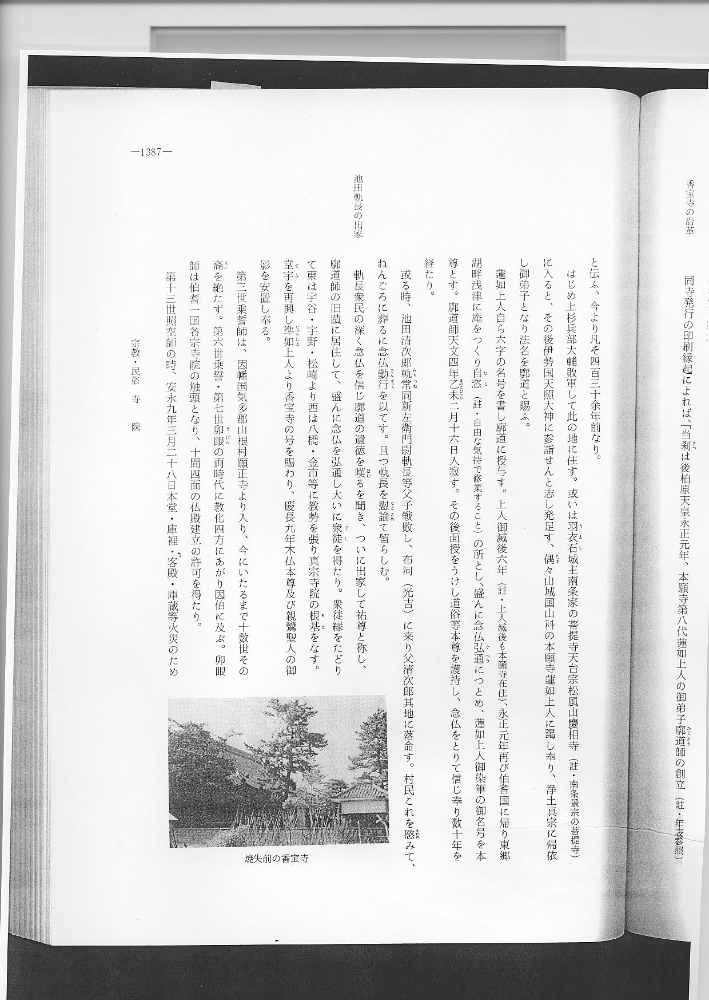 香宝寺の沿革
同寺発行の印刷縁起によれば、「当刹は後柏原天皇永正元年、本願寺第八代蓮如上人の御弟子廓道師の創立(註・年表参照)
と伝ふ、今より凡そ四百三十余年前なり。
はじめ上杉兵部大輔敗軍して此の地に住す。或いは羽衣石城主南条家の菩提寺天台宗松風山慶相寺(註・南条景宗の菩提寺)
に入ると、その後伊勢国天照大神に参詣せんと志し発足す、偶々山城国山科の本願寺蓮如上人に謁し奉り、浄土真宗に帰依
し御弟子となり法名を廓道と賜ふ。
蓮如上人自ら六字の名号を書し廓道に授与す。上人御滅後六年(註・上人滅後も本願寺在住)、永正元年再び伯耆国に帰り東郷
湖畔浅津に庵をつくり自恣(註・自由な気持で修業すること)の所とし、盛んに念仏弘通につとめ、蓮如上人御染筆の御名号を本
尊とす。廓道師天文四年乙未二月十六日入寂す。その後面授をうけし道俗等本尊を護持し、念仏をとりて信じ奉り数十年を
経たり。
池田軌長の出家
或る時、池田清次郎軌常同新左衛門尉軌長等父子戦敗し、布河(光吉)に来り父清次郎其地に落命す。村民これを愍みて、
ねんごろに葬るに念仏勤行を以てす。且つ軌長を慰諭て留らしむ。
軌長衆民の深く念仏を信じ廓道の遺徳を嘆るを聞き、ついに出家して祐尊と称し、
廓道師の旧蹟に居住して、盛んに念仏を弘通し大いに衆徒を得たり。衆徒縁をたどり
て東は宇谷・宇野・松崎より西は八橋・金市等に教勢を張り真宗寺院の根基をなす。
堂宇を再興し準如上人より香宝寺の号を賜わり、慶長九年木仏本尊及び親鸞聖人の御
影を安置し奉る。
第三世乗誓師は、因幡国気多郡山根村願正寺より入り、今にいたるまで十数世その
裔を絶たず。第六世乗誓・第七世卯眼の両時代に教化四方にあがり因伯に及ぶ。卯眼
師は伯耆一国各宗寺院の触頭となり、十間四面の仏殿建立の許可を得たり。
第十三世照空師の時、安永九年三月二十八日本堂・庫裡・客殿・庫蔵等火災のため
焼失前の香宝寺
宗教・民俗 寺 院
—1387—